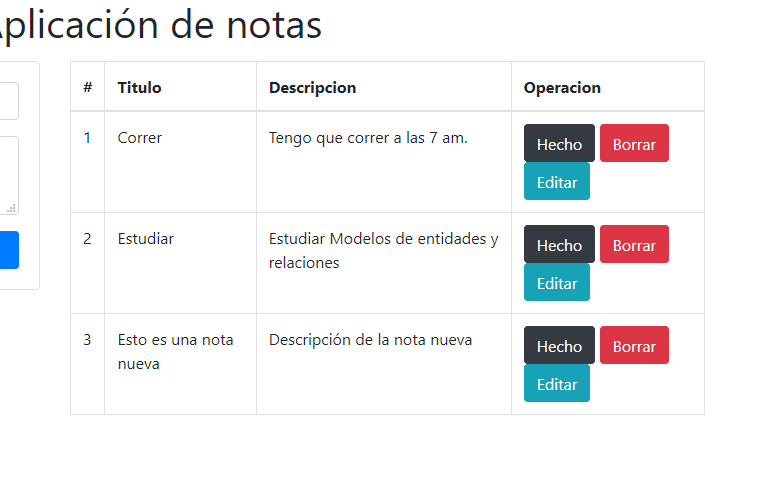 Aplicación de notas
# Titulo Descripcion Operacion
1 Correr Tengo que correr a las 7 am. Hecho Borrar
Editar
2 Estudiar Estudiar Modelos de entidades y Hecho Borrar
relaciones
Editar
3 Esto es una nota Descripción de la nota nueva Hecho Borrar
nueva
Editar